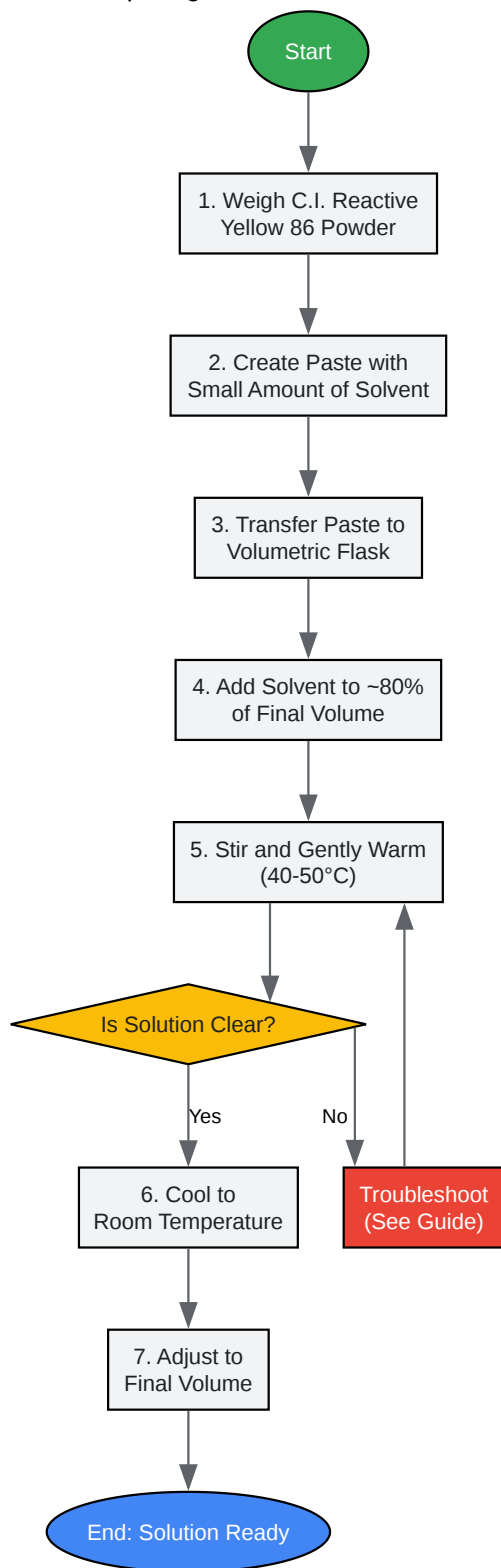 Start
1. Weigh C.I. Reactive
Yellow 86 Powder
2. Create Paste with
Small Amount of Solvent
3. Transfer Paste to
Volumetric Flask
4. Add Solvent to ~80%
of Final Volume
5. Stir and Gently Warm
(40-50°C)
Is Solution Clear?
Yes
No
6. Cool to
Room Temperature
Troubleshoot
(See Guide)
7. Adjust to
Final Volume
End: Solution Ready